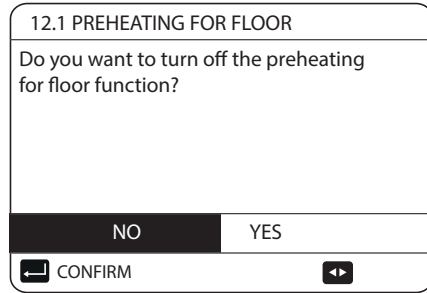 12.1 PREHEATING FOR FLOOR
Do you want to turn off the preheating
for floor function?
NO YES
CONFIRM